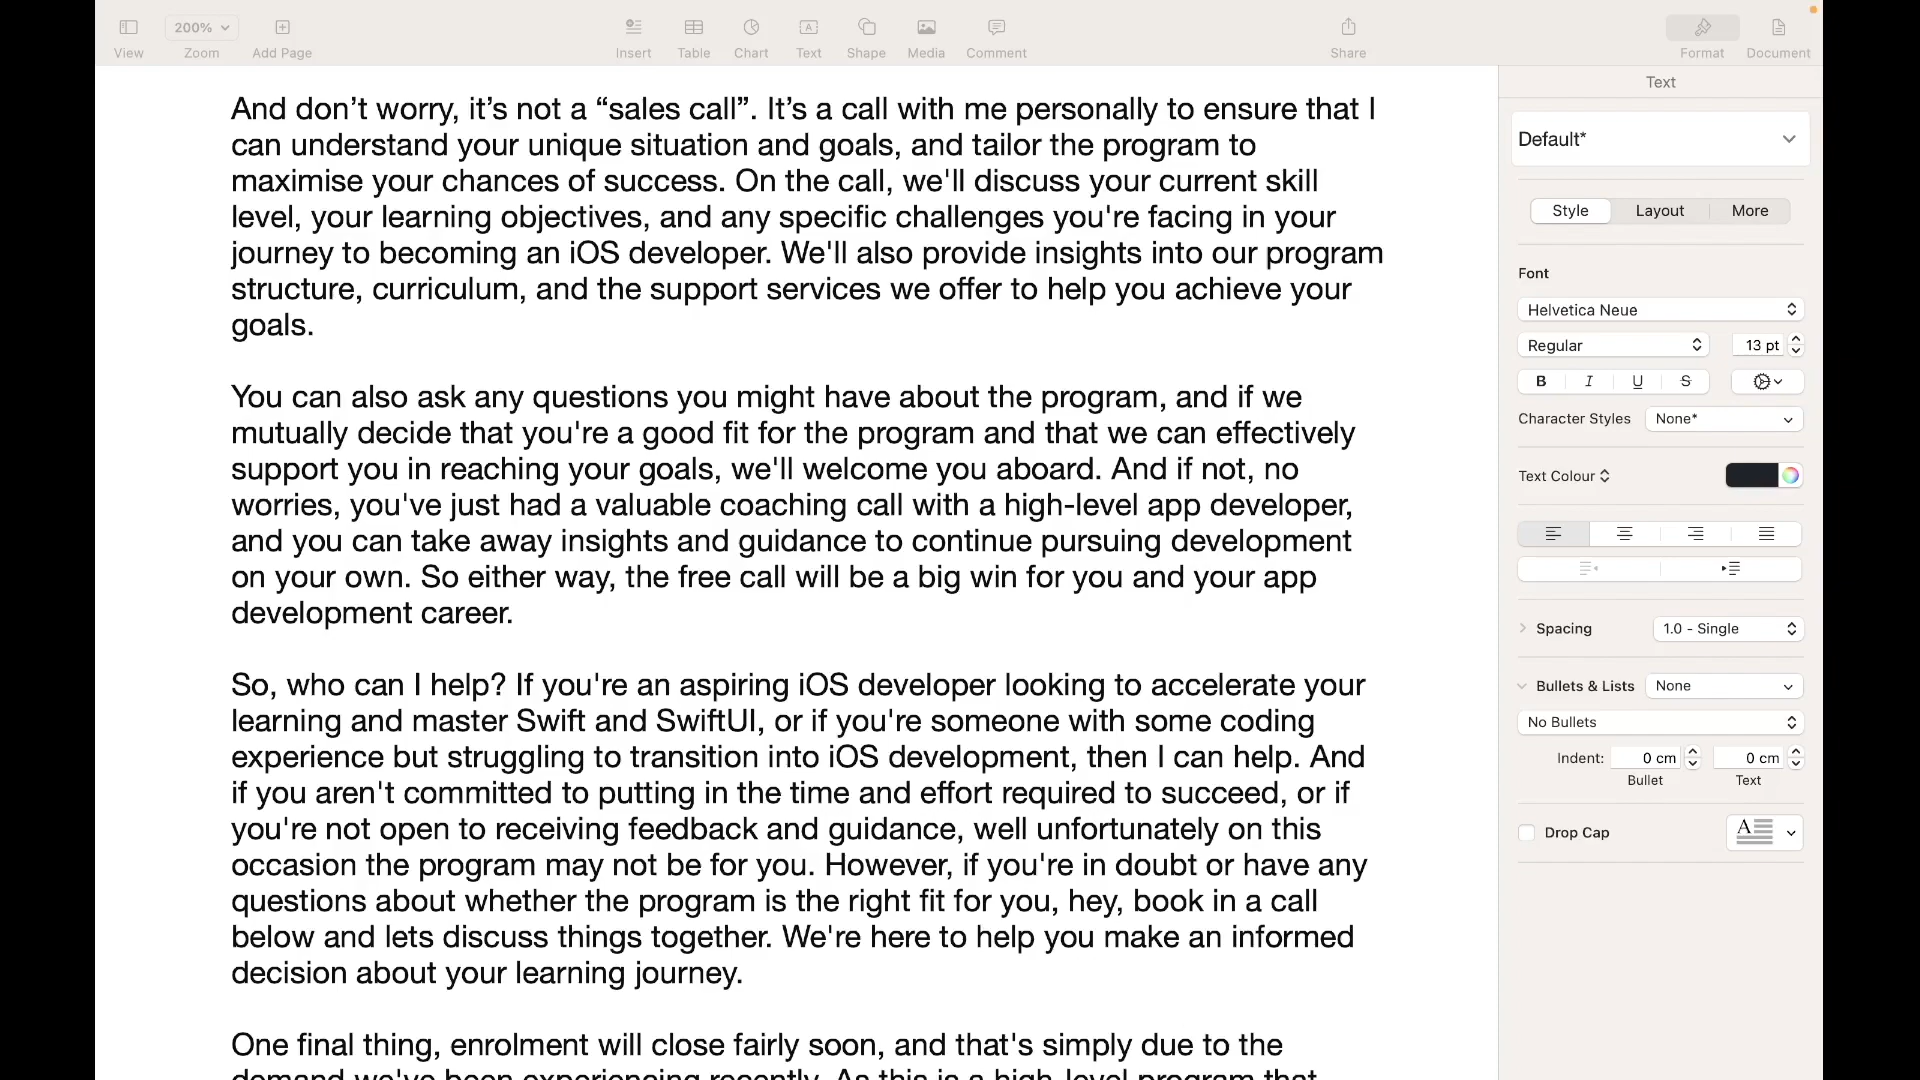 View
200%
Zoom
Add Page
Insert
Table
Chart
Text
Shape
Media
Comment
Share
Format
Document
And don’t worry, it’s not a “sales call”. It’s a call with me personally to ensure that I
can understand your unique situation and goals, and tailor the program to
maximise your chances of success. On the call, we'll discuss your current skill
level, your learning objectives, and any specific challenges you're facing in your
journey to becoming an iOS developer. We'll also provide insights into our program
structure, curriculum, and the support services we offer to help you achieve your
goals.
You can also ask any questions you might have about the program, and if we
mutually decide that you're a good fit for the program and that we can effectively
support you in reaching your goals, we'll welcome you aboard. And if not, no
worries, you've just had a valuable coaching call with a high-level app developer,
and you can take away insights and guidance to continue pursuing development
on your own. So either way, the free call will be a big win for you and your app
development career.
So, who can I help? If you're an aspiring iOS developer looking to accelerate your
learning and master Swift and SwiftUI, or if you're someone with some coding
experience but struggling to transition into iOS development, then I can help. And
if you aren't committed to putting in the time and effort required to succeed, or if
you're not open to receiving feedback and guidance, well unfortunately on this
occasion the program may not be for you. However, if you're in doubt or have any
questions about whether the program is the right fit for you, hey, book in a call
below and lets discuss things together. We're here to help you make an informed
decision about your learning journey.
One final thing, enrolment will close fairly soon, and that's simply due to the
demand we've been experiencing recently. As this is a high-level program that
Text
Default*
Style
Layout
More
Font
Helvetica Neue
Regular
13 pt
B I U S
Character Styles
None*
Text Colour
Spacing
1.0 - Single
Bullets & Lists
None
No Bullets
Indent:
0 cm
0 cm
Bullet
Text
Drop Cap
A